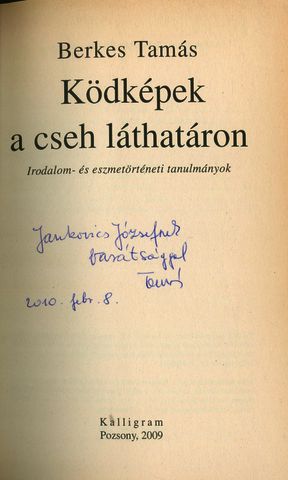 Berkes Tamás
Ködképek
a cseh láthatáron
Irodalom- és eszmetörténeti tanulmányok
Jankovics Józsefnek
barátsággal
Tamás
2010. febr. 8.
Kalligram
Pozsony, 2009